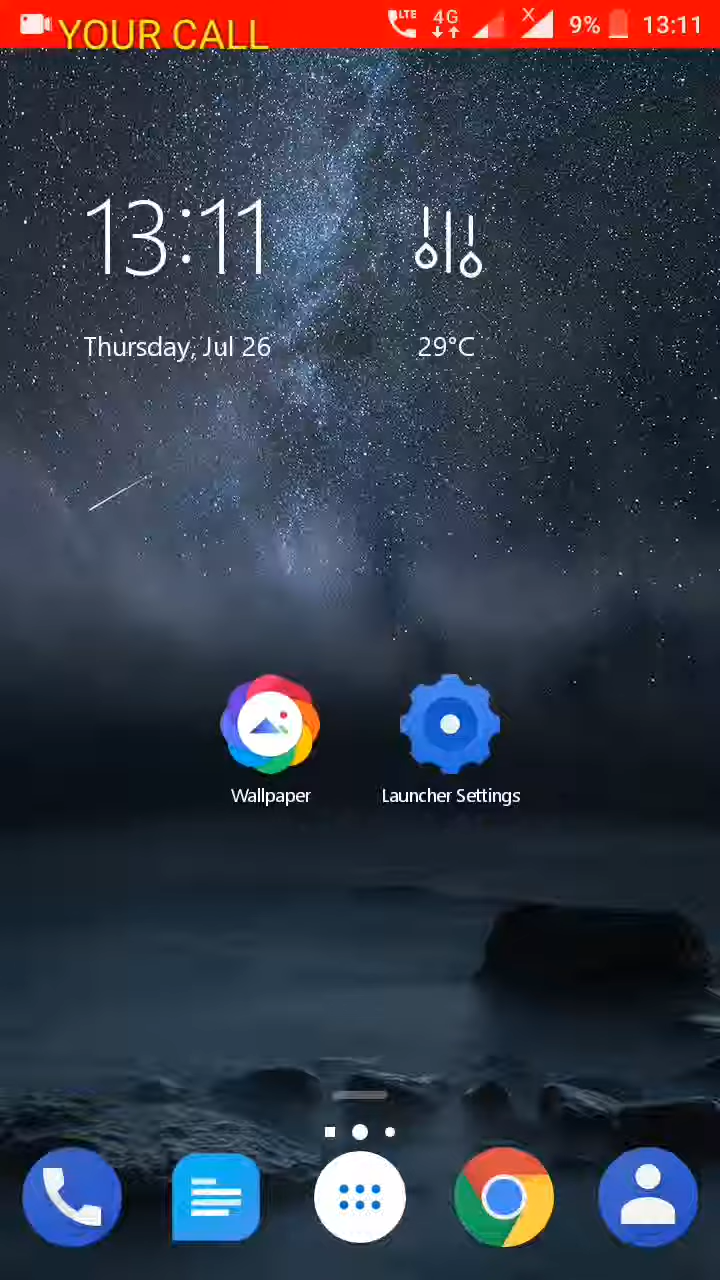 YOUR CALL
LTE 4G X 9% 13:11
13:11
Thursday, Jul 26
29°C
Wallpaper
Launcher Settings